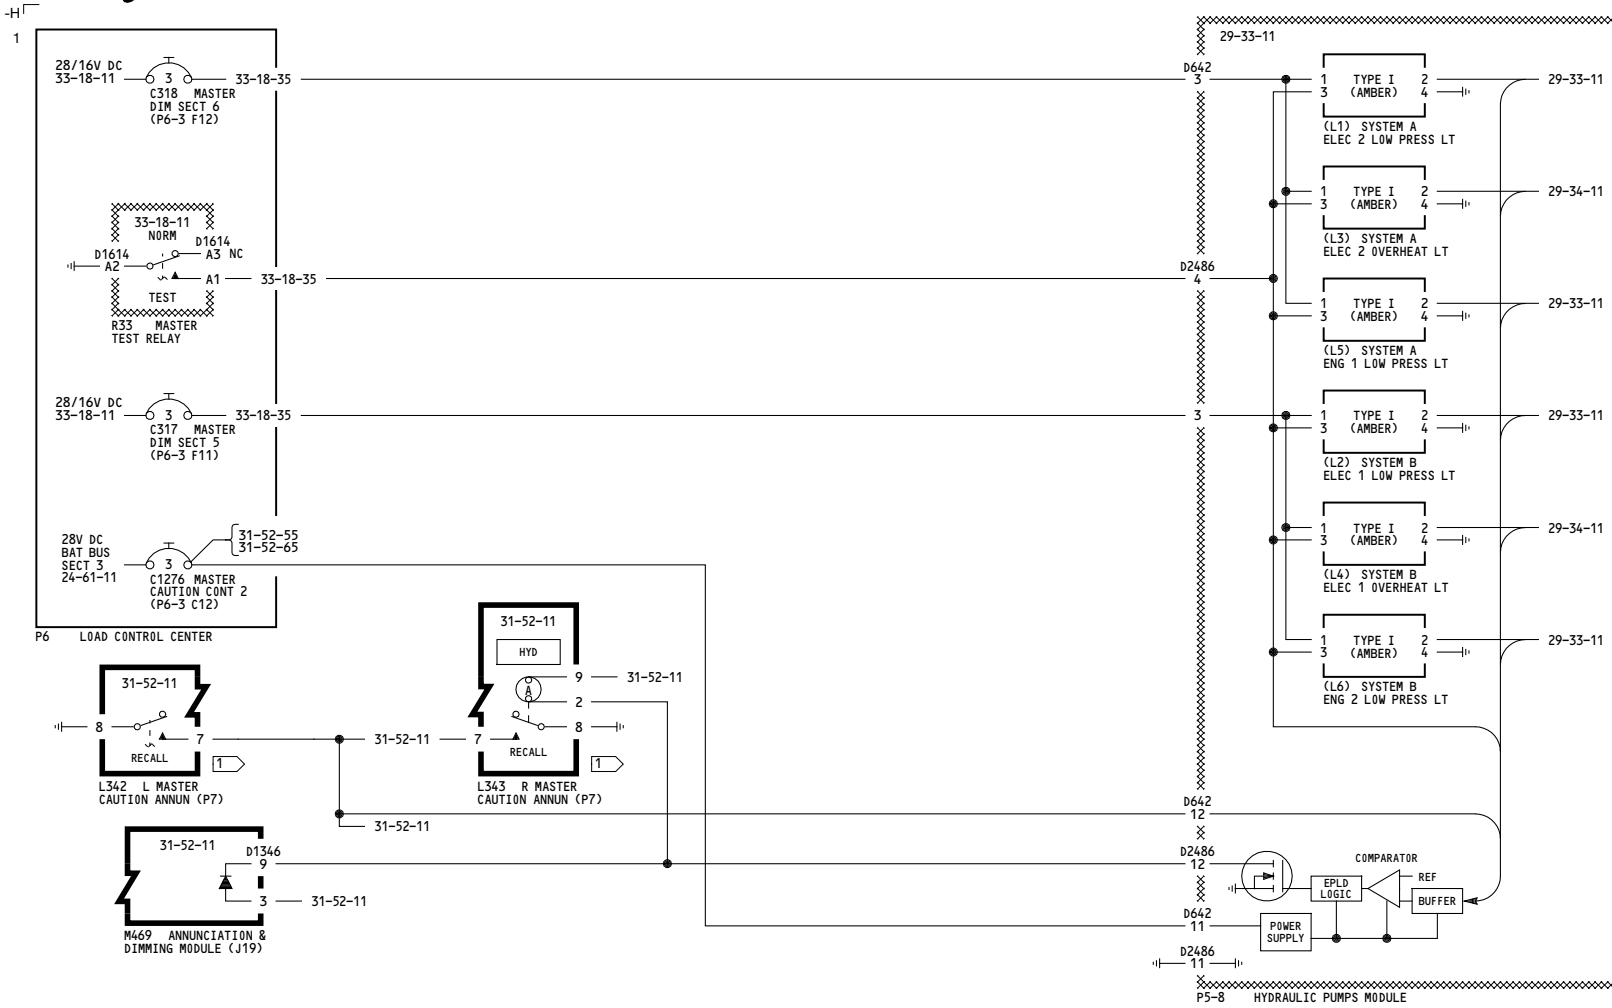 -H
1
28/16V DC
33-18-11
3
33-18-35
C318 MASTER
DIM SECT 6
(P6-3 F12)
33-18-11
NORM
D1614
A3 NC
D1614
A2
A1
33-18-35
TEST
R33 MASTER
TEST RELAY
28/16V DC
33-18-11
3
33-18-35
C317 MASTER
DIM SECT 5
(P6-3 F11)
28V DC
BAT BUS
SECT 3
24-61-11
3
31-52-55
31-52-65
C1276 MASTER
CAUTION CONT 2
(P6-3 C12)
P6 LOAD CONTROL CENTER
31-52-11
8
7
RECALL
1
L342 L MASTER
CAUTION ANNUN (P7)
31-52-11
31-52-11
31-52-11
HYD
A
9
31-52-11
2
8
7
RECALL
1
L343 R MASTER
CAUTION ANNUN (P7)
31-52-11
D1346
9
3
31-52-11
M469 ANNUNCIATION &
DIMMING MODULE (J19)
29-33-11
D642
3
D2486
4
3
D642
12
D2486
12
D642
11
D2486
11
1 TYPE I 2
3 (AMBER) 4
29-33-11
(L1) SYSTEM A
ELEC 2 LOW PRESS LT
1 TYPE I 2
3 (AMBER) 4
29-34-11
(L3) SYSTEM A
ELEC 2 OVERHEAT LT
1 TYPE I 2
3 (AMBER) 4
29-33-11
(L5) SYSTEM A
ENG 1 LOW PRESS LT
1 TYPE I 2
3 (AMBER) 4
29-33-11
(L2) SYSTEM B
ELEC 1 LOW PRESS LT
1 TYPE I 2
3 (AMBER) 4
29-34-11
(L4) SYSTEM B
ELEC 1 OVERHEAT LT
1 TYPE I 2
3 (AMBER) 4
29-33-11
(L6) SYSTEM B
ENG 2 LOW PRESS LT
COMPARATOR
REF
EPLD
LOGIC
BUFFER
POWER
SUPPLY
P5-8 HYDRAULIC PUMPS MODULE